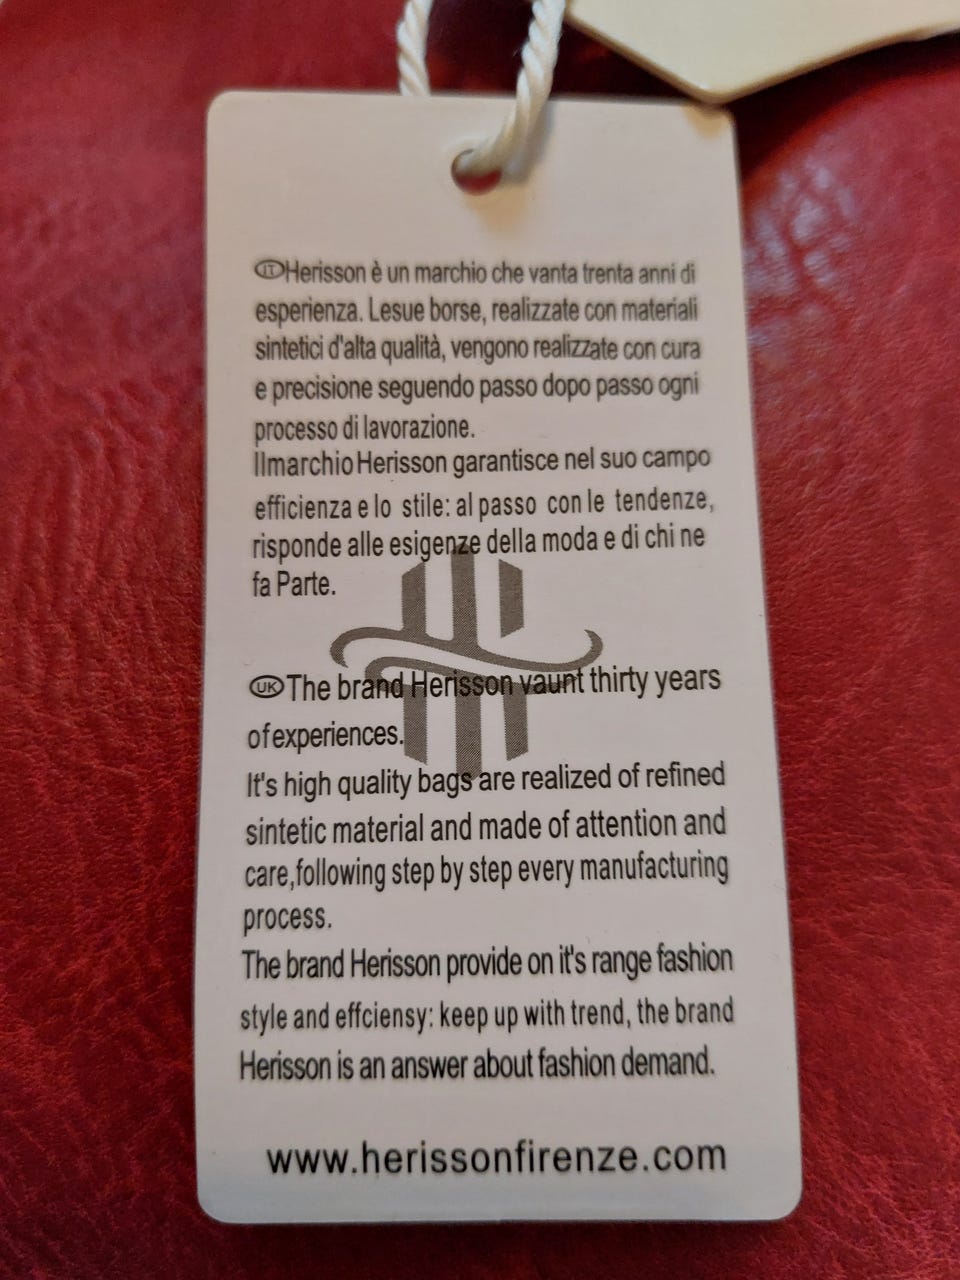 IT Herisson è un marchio che vanta trenta anni di
esperienza. Lesue borse, realizzate con materiali
sintetici d'alta qualità, vengono realizzate con cura
e precisione seguendo passo dopo passo ogni
processo di lavorazione.
Ilmarchio Herisson garantisce nel suo campo
efficienza e lo stile: al passo con le tendenze,
risponde alle esigenze della moda e di chi ne
fa Parte.
UK The brand Herisson vaunt thirty years
of experiences.
It's high quality bags are realized of refined
sintetic material and made of attention and
care,following step by step every manufacturing
process.
The brand Herisson provide on it's range fashion
style and effciensy: keep up with trend, the brand
Herisson is an answer about fashion demand.
www.herissonfirenze.com